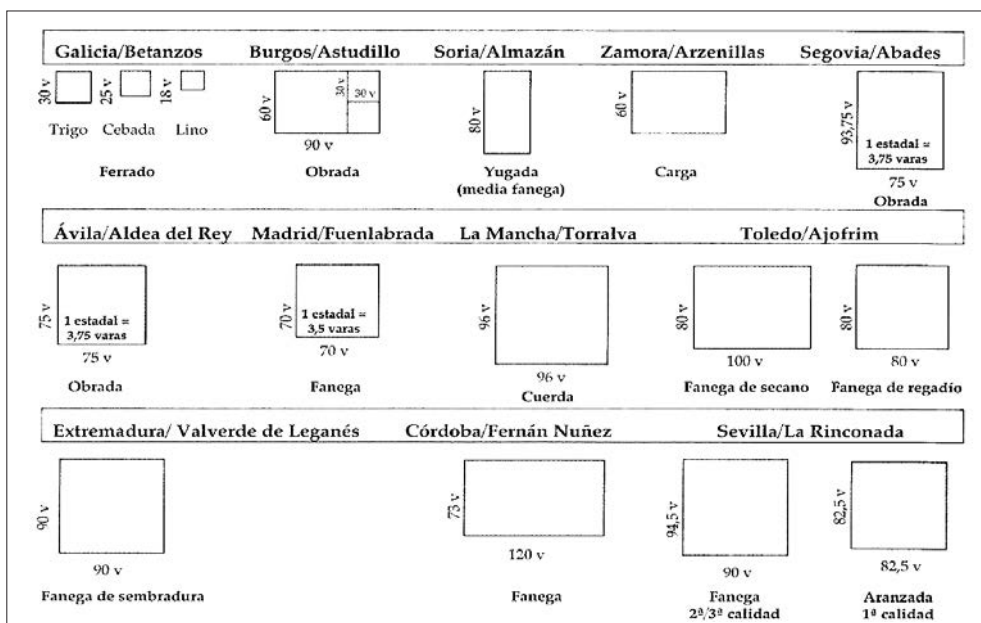 Galicia/Betanzos Burgos/Astudillo Soria/Almazán Zamora/Arzenillas Segovia/Abades
30 v 25 v 18 v 60 v 30 v 30 v 80 v 60 v 93,75 v
Trigo Cebada Lino 90 v 1 estadal =
3,75 varas
75 v
Ferrado Obrada Yugada
(media fanega) Carga Obrada
Ávila/Aldea del Rey Madrid/Fuenlabrada La Mancha/Torralva Toledo/Ajofrim
75 v 1 estadal =
3,75 varas 70 v 1 estadal =
3,5 varas 96 v 80 v 80 v
75 v 70 v 96 v 100 v 80 v
Obrada Fanega Cuerda Fanega de secano Fanega de regadío
Extremadura/ Valverde de Leganés Córdoba/Fernán Nuñez Sevilla/La Rinconada
90 v 73 v 94,5 v 82,5 v
90 v 120 v 90 v 82,5 v
Fanega de sembradura Fanega Fanega
2ª/3ª calidad Aranzada
1ª calidad